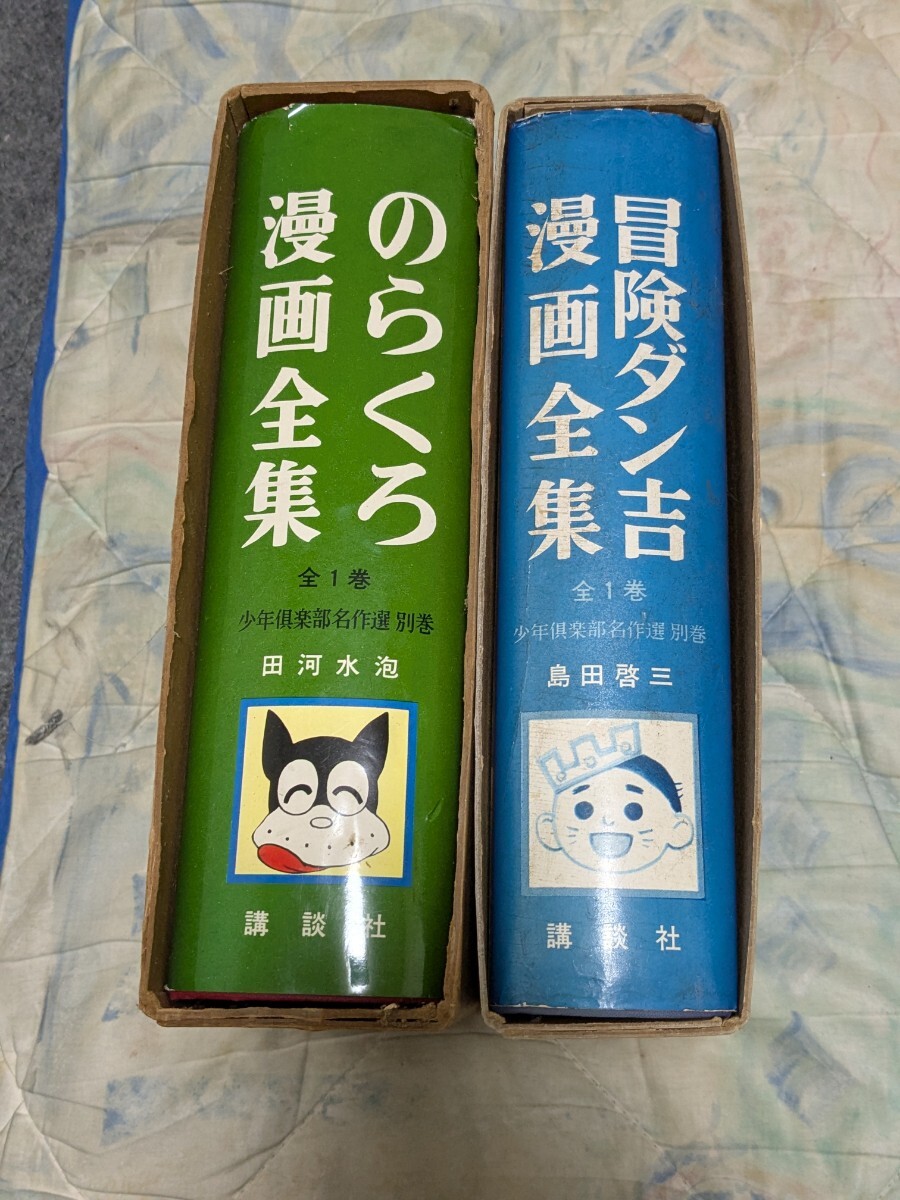 のらくろ
漫画全集
全1巻
少年倶楽部名作選 別巻
田河水泡
講談社
冒険ダン吉
漫画全集
全1巻
少年倶楽部名作選 別巻
島田啓三
講談社